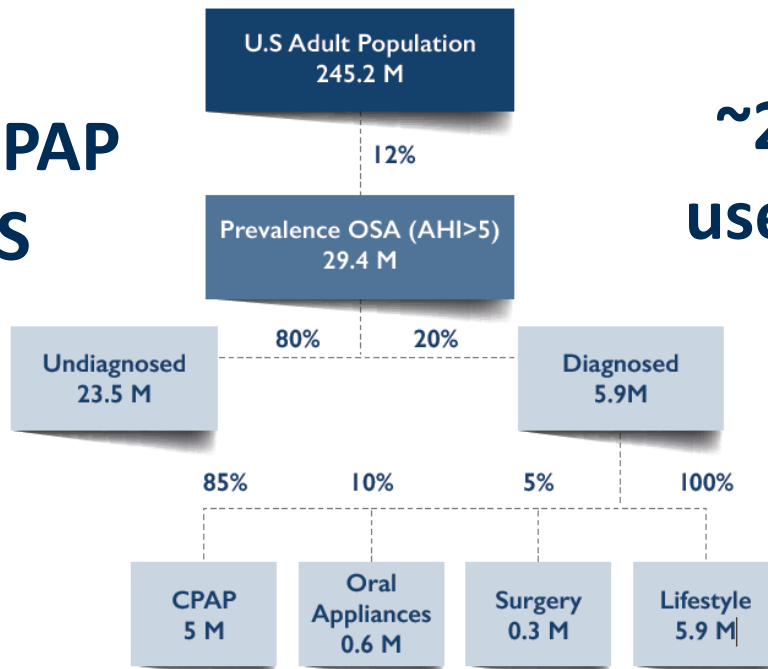 U.S Adult Population
245.2 M
PAP
S
~2
use
12%
Prevalence OSA (AHI>5)
29.4 M
80%
20%
Undiagnosed
23.5 M
Diagnosed
5.9M
85%
10%
5%
100%
CPAP
5 M
Oral
Appliances
0.6 M
Surgery
0.3 M
Lifestyle
5.9 M